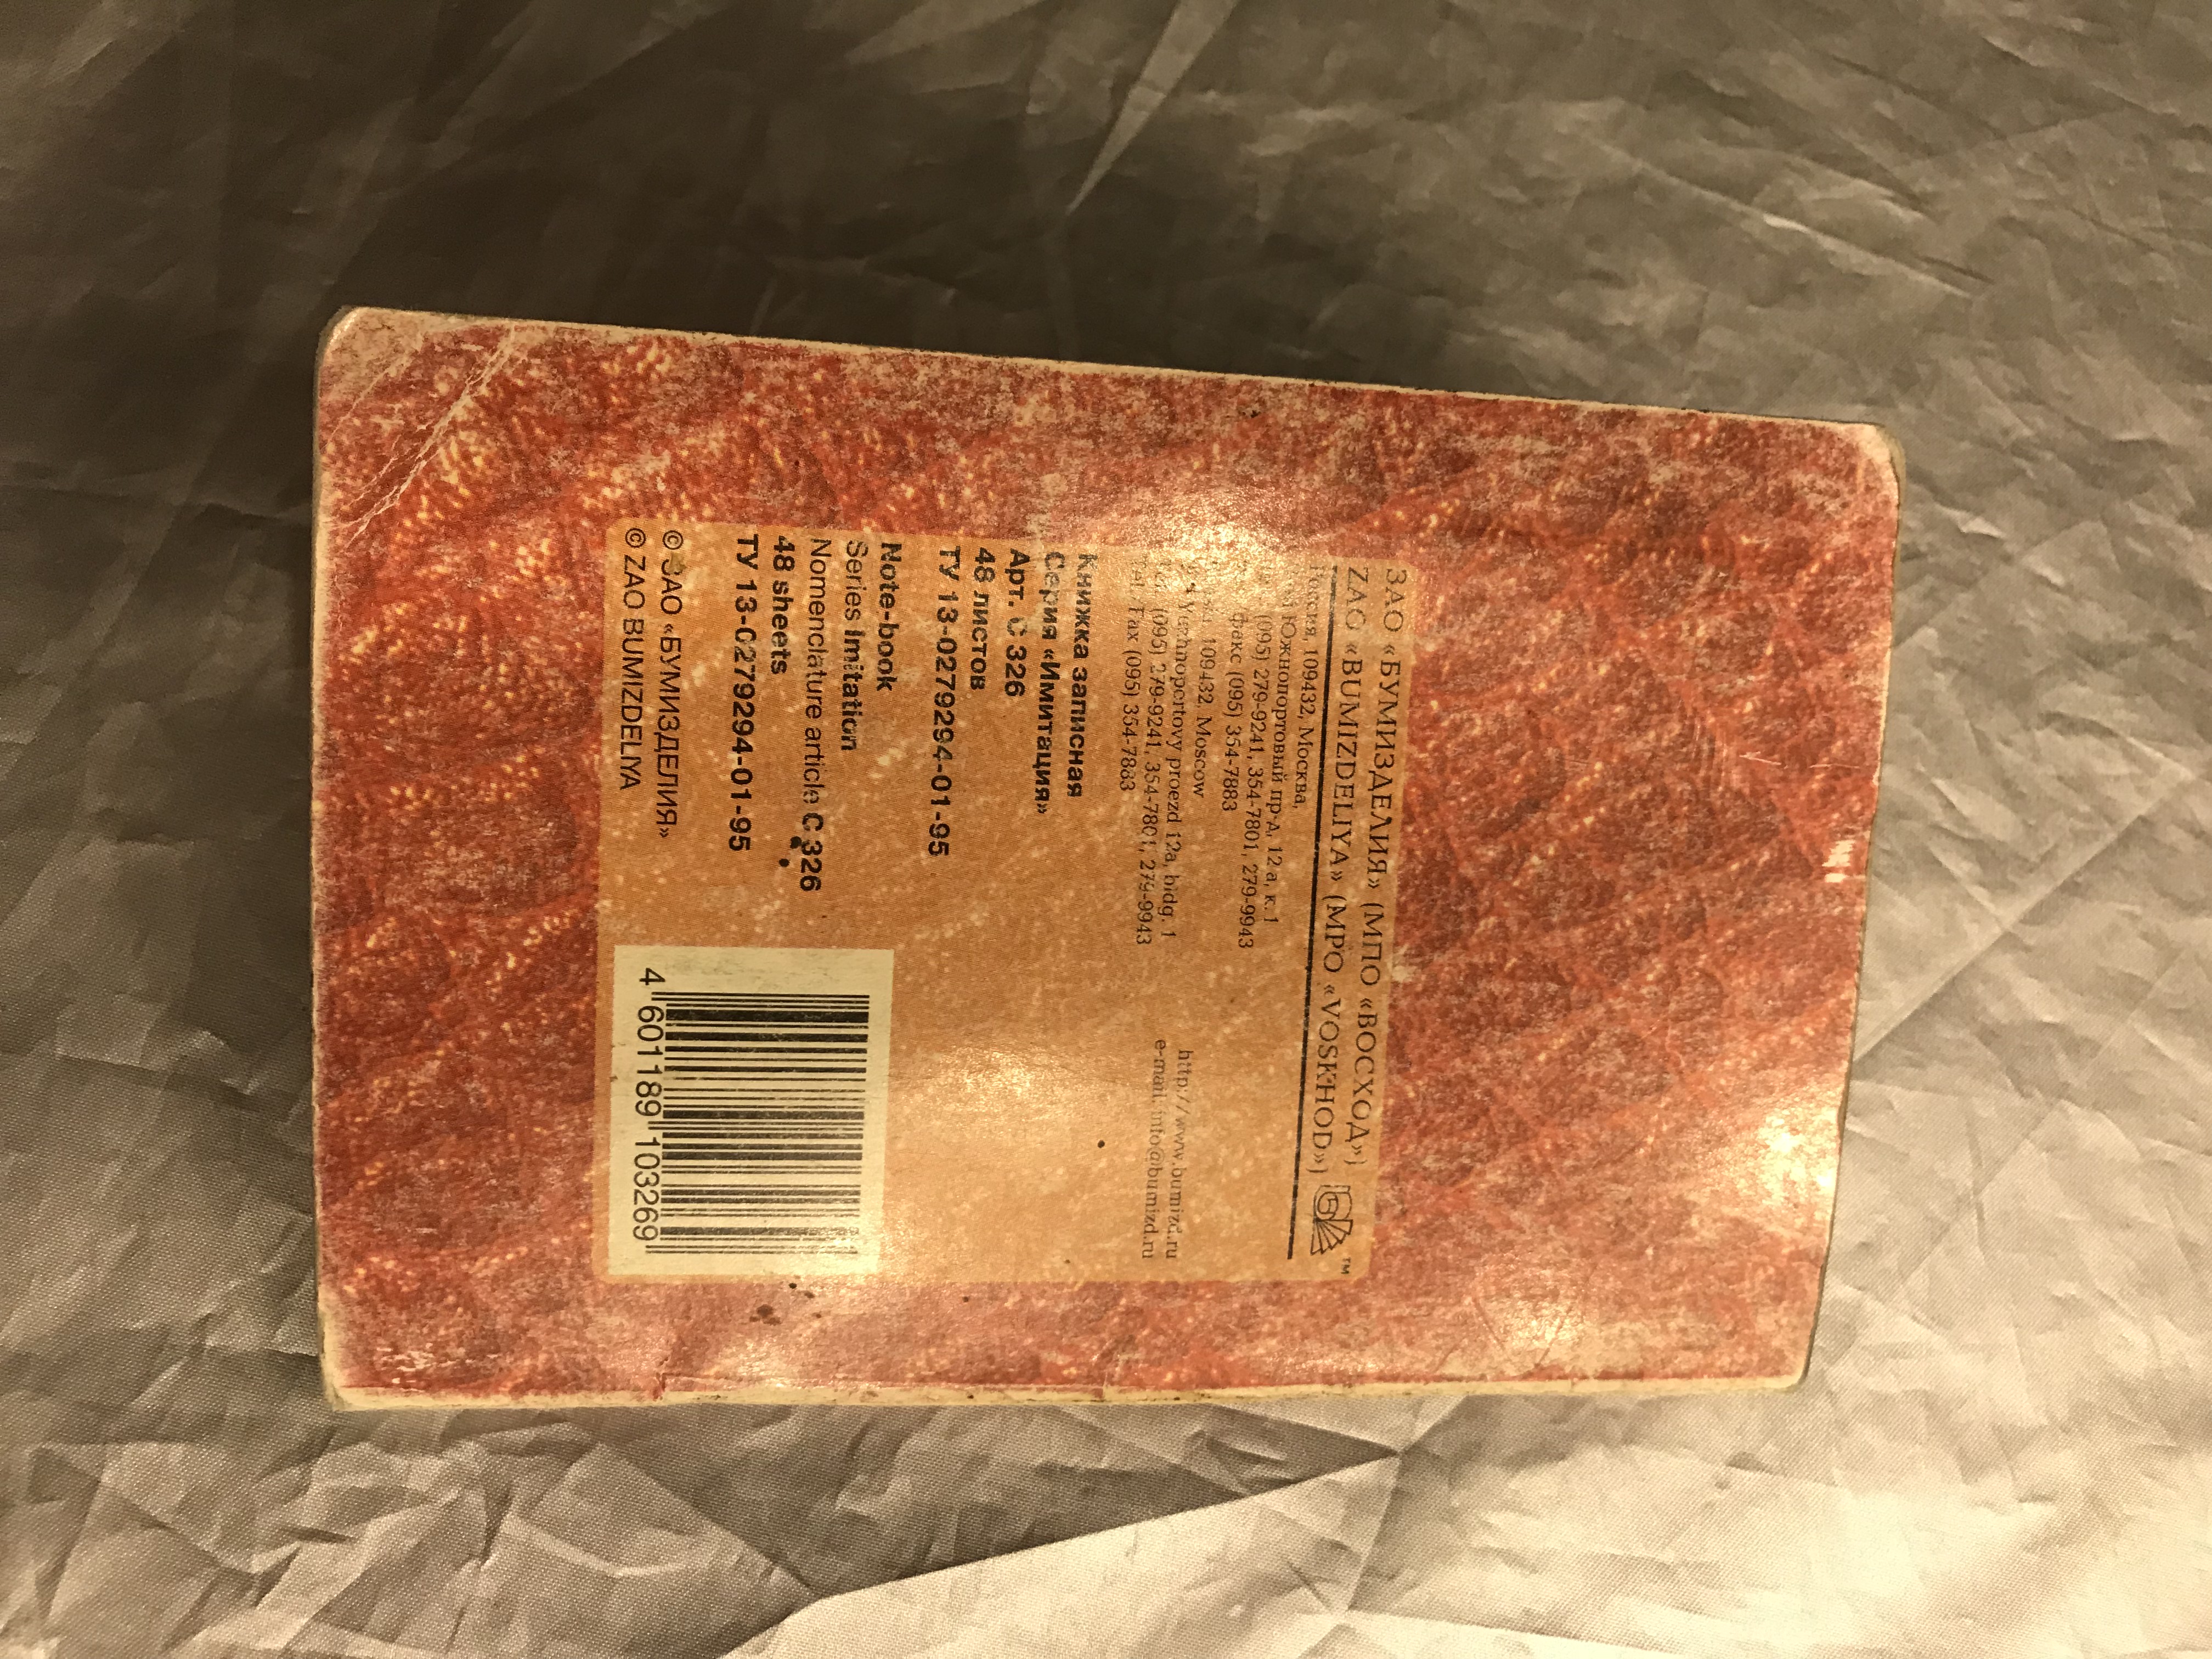 ЗАО «БУМИЗДЕЛИЯ» (МПО «ВОСХОД»)
ZAO «BUMIZDELIYA» (MPO «VOSKHOD») ™
Россия, 109432, Москва,
Южнопортовый пр-д, 12а, к. 1
(095) 279-9241, 354-7801, 279-9943
факс (095) 354-7883
109432, Moscow
Yuzhnoportovy proezd 12a, bldg. 1
(095) 279-9241, 354-7801, 279-9943
Fax (095) 354-7883
http://www.bumizd.ru
e-mail:info@bumizd.ru
Книжка записная
Серия «Имитация»
Арт. С 326
48 листов
ТУ 13-0279294-01-95
Note-book
Series Imitation
Nomenclature article C 326
48 sheets
ТУ 13-0279294-01-95
© ЗАО «БУМИЗДЕЛИЯ»
© ZAO BUMIZDELIYA
4 601189 103269